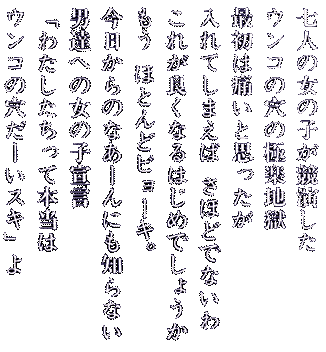 七人の女の子が競演した
ウンコの穴の極楽地獄
最初は痛いと思ったが
入れてしまえば さほどでないわ
これが良くなるはじめでしょうか
もう ほとんどビョーキ。
今日からのなあーんにも知らない
男達への女の子宣言
「わたしたちって本当は
ウンコの穴だーいスキ」よ